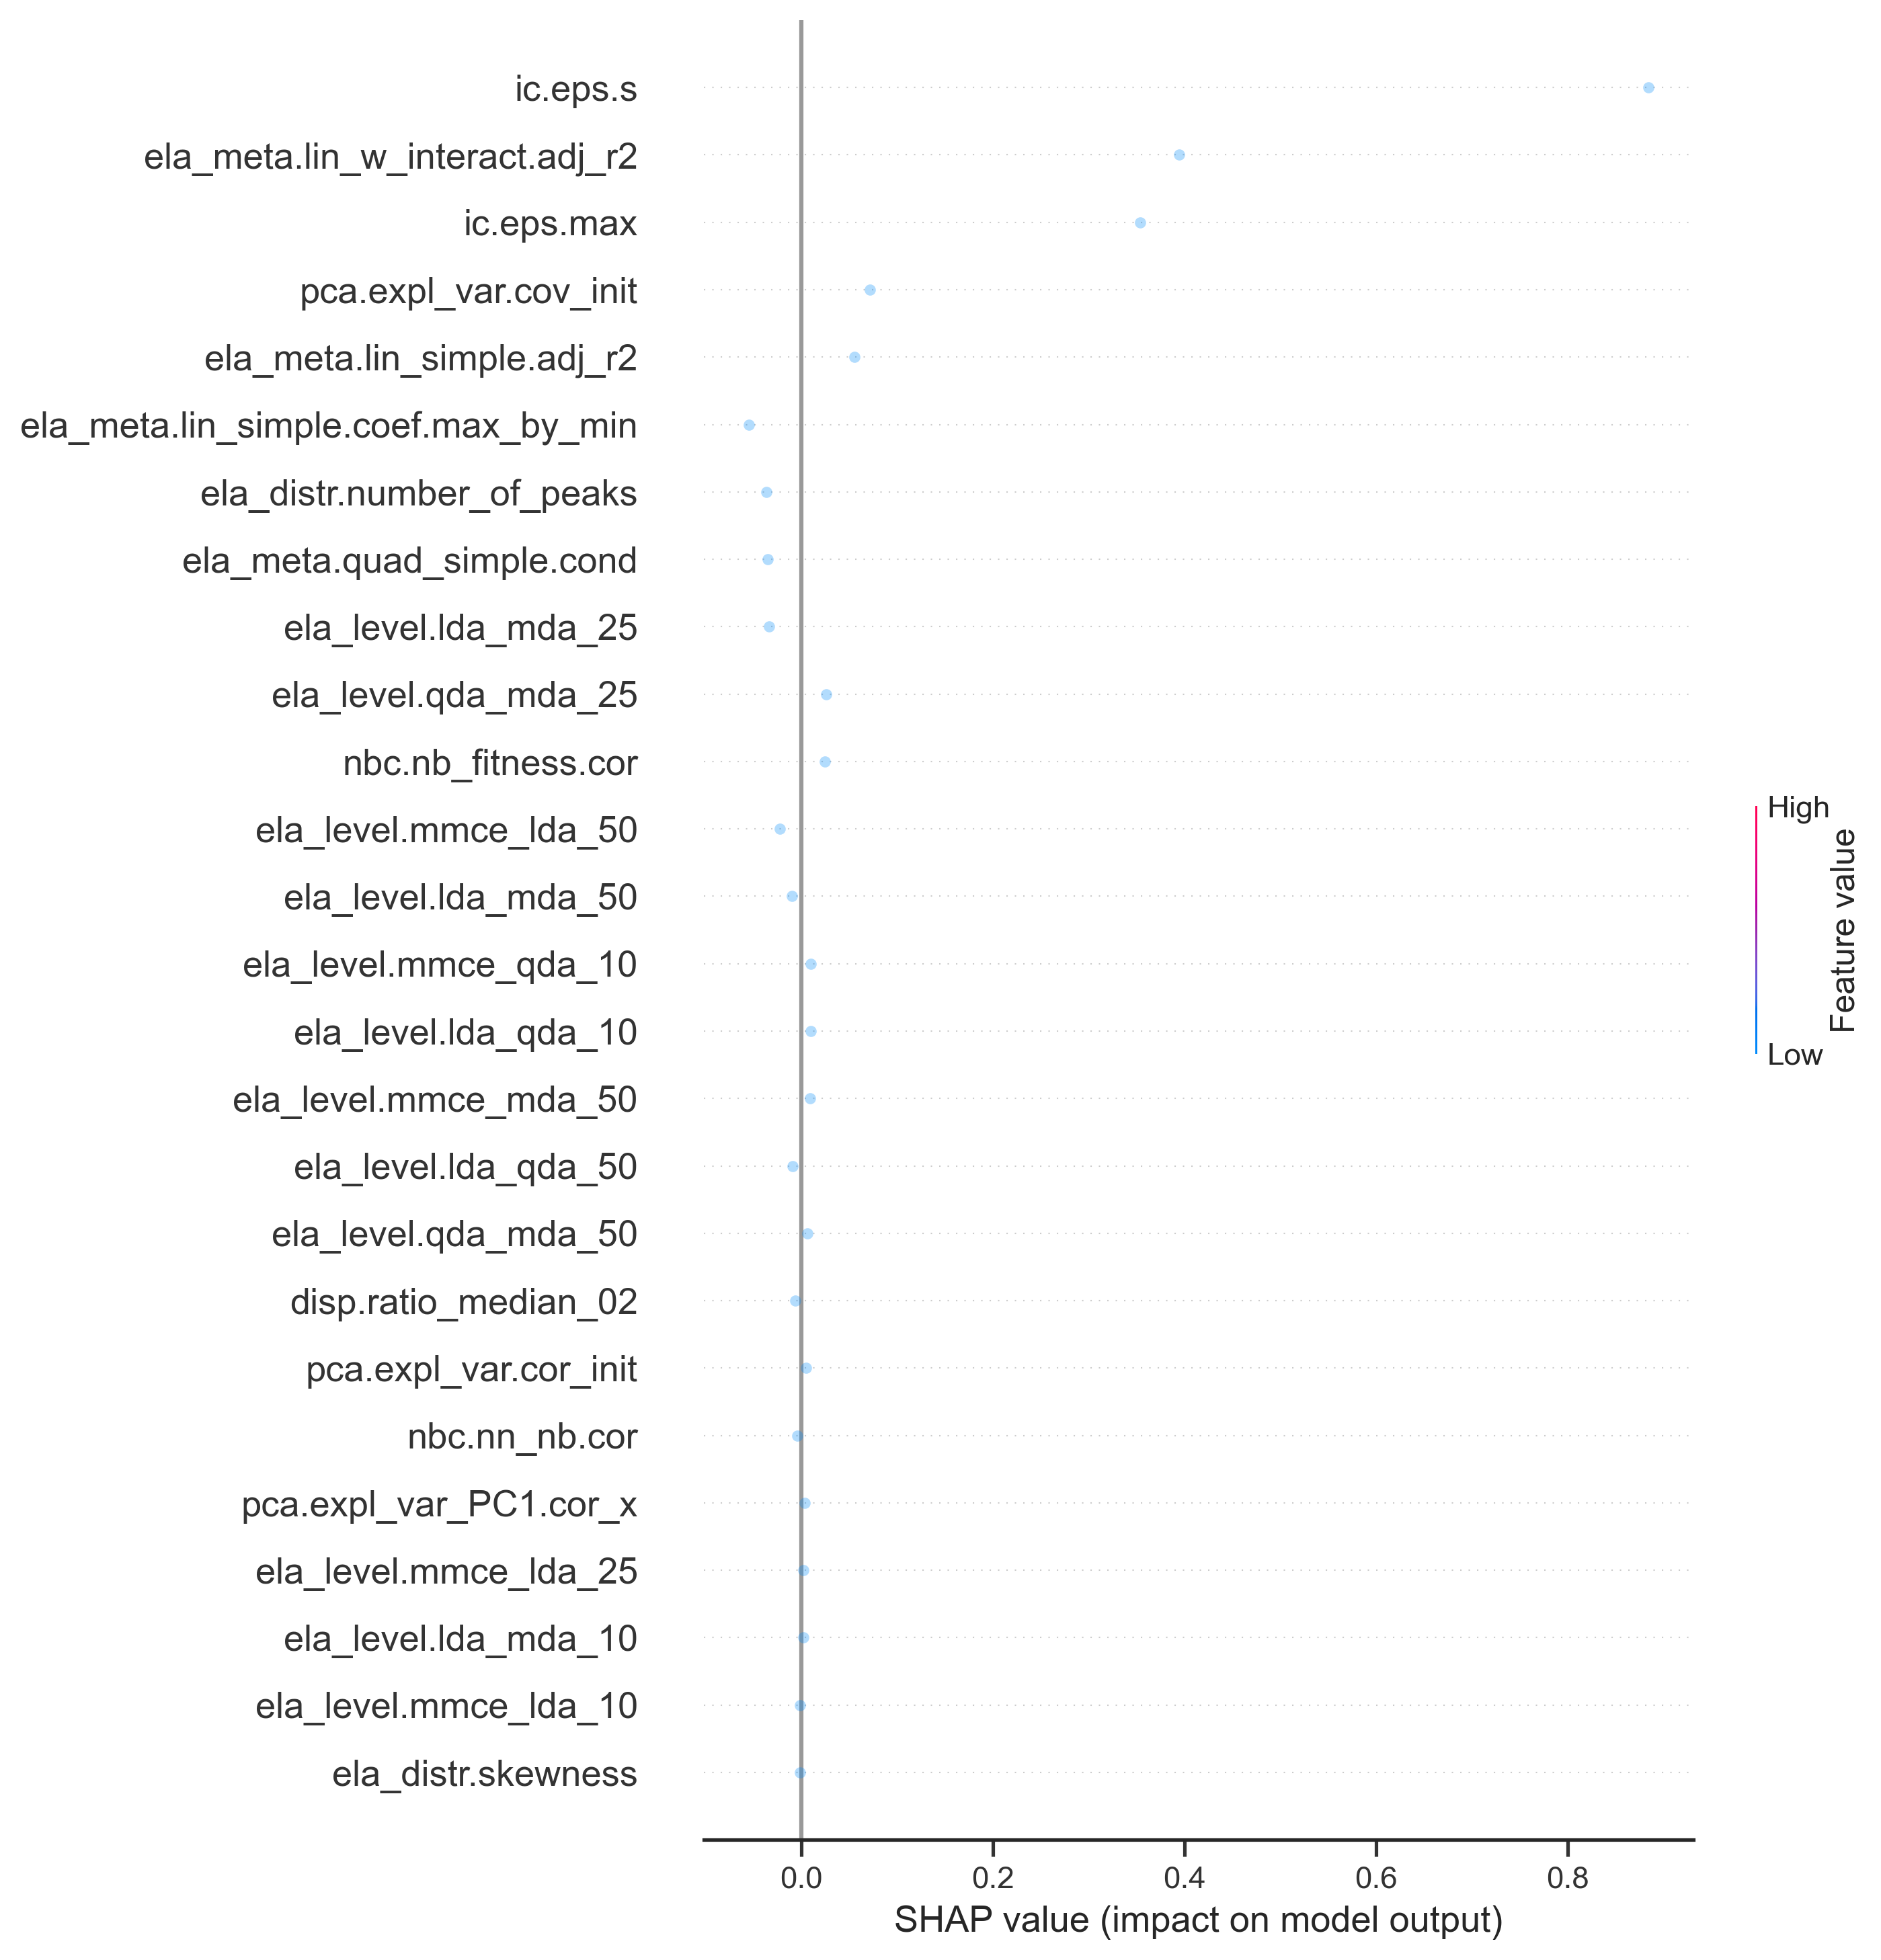 ic.eps.s
ela_meta.lin_w_interact.adj_r2
ic.eps.max
pca.expl_var.cov_init
ela_meta.lin_simple.adj_r2
ela_meta.lin_simple.coef.max_by_min
ela_distr.number_of_peaks
ela_meta.quad_simple.cond
ela_level.lda_mda_25
ela_level.qda_mda_25
nbc.nb_fitness.cor
ela_level.mmce_lda_50
ela_level.lda_mda_50
ela_level.mmce_qda_10
ela_level.lda_qda_10
ela_level.mmce_mda_50
ela_level.lda_qda_50
ela_level.qda_mda_50
disp.ratio_median_02
pca.expl_var.cor_init
nbc.nn_nb.cor
pca.expl_var_PC1.cor_x
ela_level.mmce_lda_25
ela_level.lda_mda_10
ela_level.mmce_lda_10
ela_distr.skewness
0.0 0.2 0.4 0.6 0.8
SHAP value (impact on model output)
High
Feature value
Low